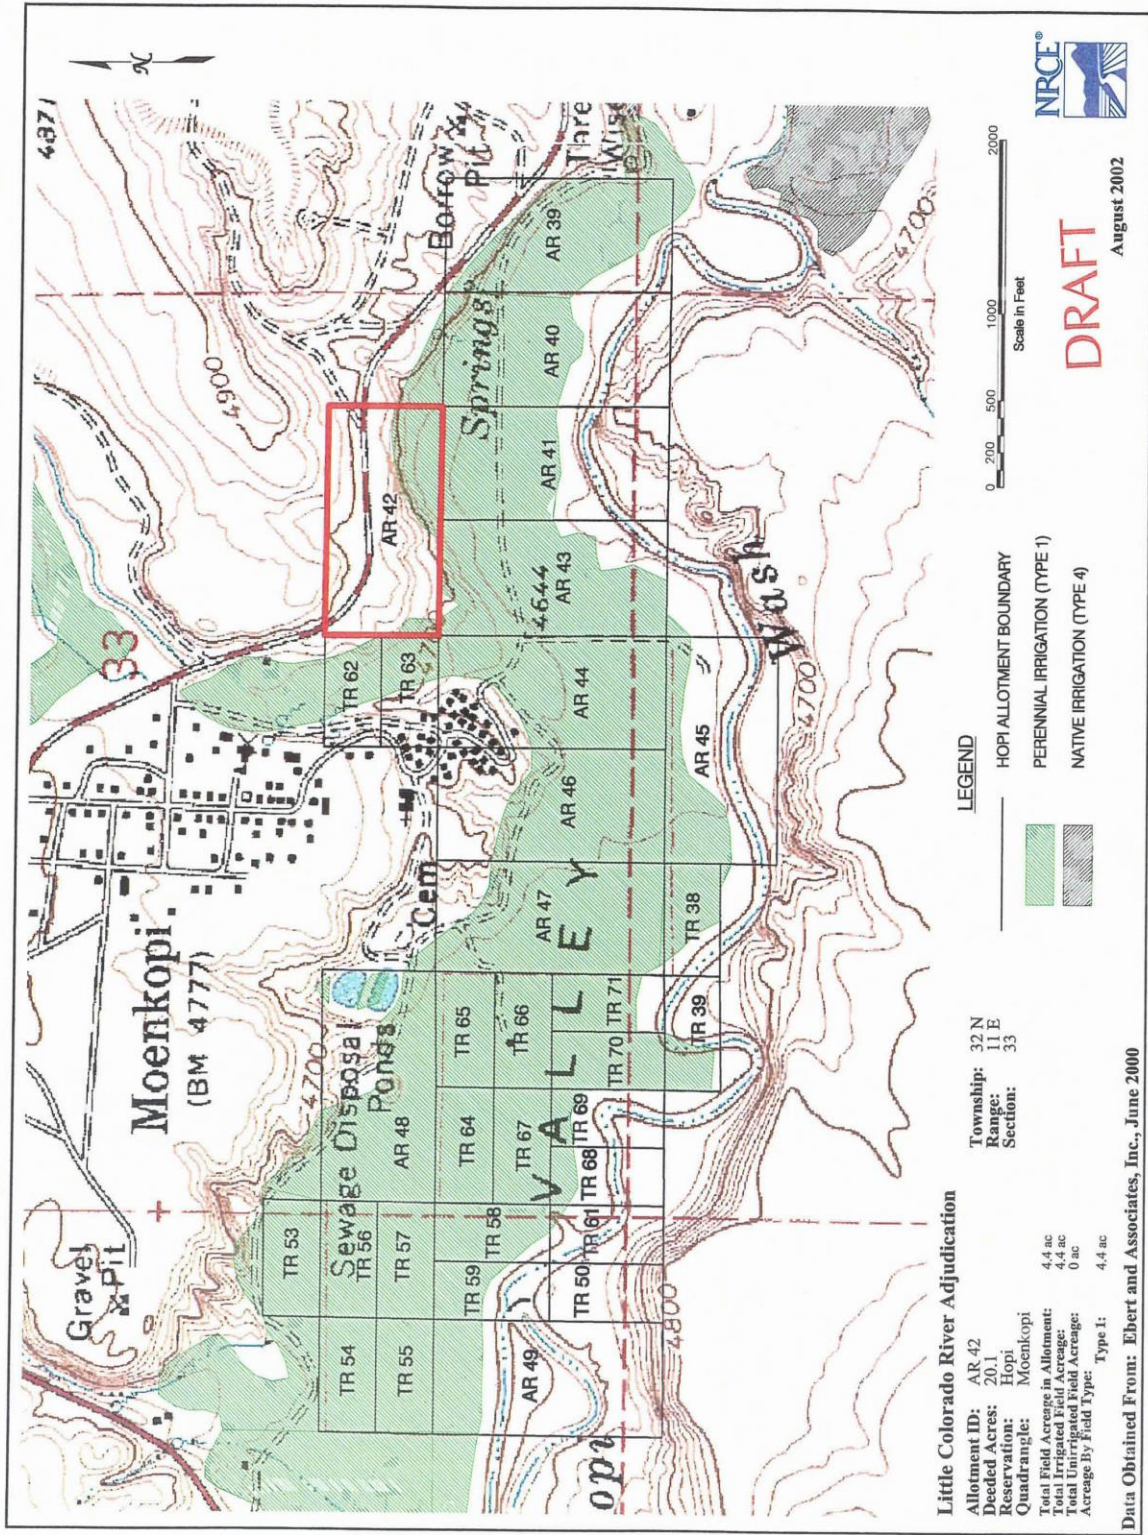 N
4871
33
4900
Gravel
Pit
Moenkopi
(BM 4777)
4700
Borrow
Pit
Thre
Wis
Cem
Sewage Disposal
Ponds
Springs
TR 62
TR 63
AR 42
TR 53
TR 54
TR 56
AR 48
TR 55
TR 57
TR 59
TR 58
TR 64
TR 65
TR 67
TR 66
AR 47
AR 46
AR 44
4644
AR 43
AR 41
AR 40
AR 39
VALLEY
AR 49
TR 50
TR 61
TR 68
TR 69
TR 70
TR 71
TR 39
TR 38
AR 45
opi
Wash
4800
4700
4700
Little Colorado River Adjudication
Allotment ID: AR 42
Deeded Acres: 20.1
Reservation: Hopi
Quadrangle: Moenkopi
Township: 32 N
Range: 11 E
Section: 33
Total Field Acreage in Allotment: 4.4 ac
Total Irrigated Field Acreage: 4.4 ac
Total Unirrigated Field Acreage: 0 ac
Acreage By Field Type: Type 1: 4.4 ac
LEGEND
HOPI ALLOTMENT BOUNDARY
PERENNIAL IRRIGATION (TYPE 1)
NATIVE IRRIGATION (TYPE 4)
0 200 500 1000 2000
Scale in Feet
DRAFT
August 2002
NRCE®
Data Obtained From: Ebert and Associates, Inc., June 2000